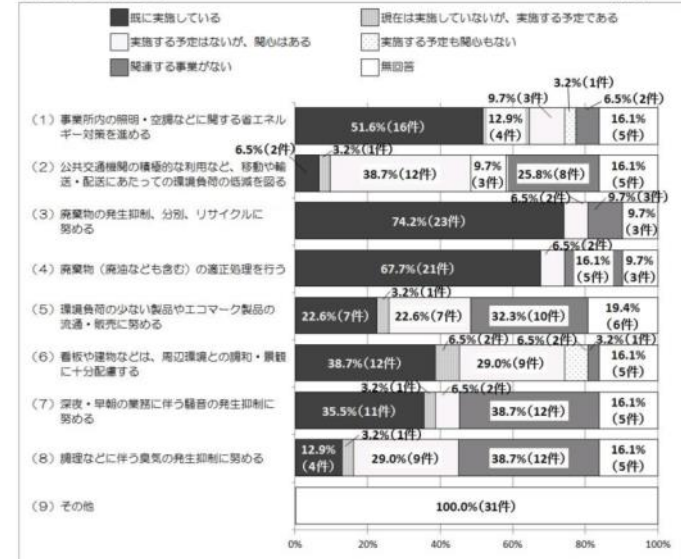 既に実施している
現在は実施していないが、実施する予定である
実施する予定はないが、関心はある
実施する予定も関心もない
関連する事業がない
無回答
3.2%(1件)
9.7%(3件)
6.5%(2件)
(1) 事業所内の照明・空調などに関する省エネル
ギー対策を進める
51.6%(16件)
12.9%
(4件)
16.1%
(5件)
6.5%(2件)
3.2%(1件)
(2) 公共交通機関の積極的な利用など、移動や輸
送・配送にあたっての環境負荷の低減を図る
38.7%(12件)
9.7%
(3件)
25.8%(8件)
16.1%
(5件)
6.5%(2件)
9.7%(3件)
(3) 廃棄物の発生抑制、分別、リサイクルに
努める
74.2%(23件)
9.7%
(3件)
6.5%(2件)
(4) 廃棄物（廃油なども含む）の適正処理を行う
67.7%(21件)
16.1%
(5件)
9.7%
(3件)
3.2%(1件)
(5) 環境負荷の少ない製品やエコマーク製品の
流通・販売に努める
22.6%(7件)
22.6%(7件)
32.3%(10件)
19.4%
(6件)
6.5%(2件)
6.5%(2件)
3.2%(1件)
(6) 看板や建物などは、周辺環境との調和・景観
に十分配慮する
38.7%(12件)
29.0%(9件)
16.1%
(5件)
3.2%(1件)
6.5%(2件)
(7) 深夜・早朝の業務に伴う騒音の発生抑制に
努める
35.5%(11件)
38.7%(12件)
16.1%
(5件)
3.2%(1件)
(8) 調理などに伴う臭気の発生抑制に努める
12.9%
(4件)
29.0%(9件)
38.7%(12件)
16.1%
(5件)
(9) その他
100.0%(31件)
0%
20%
40%
60%
80%
100%